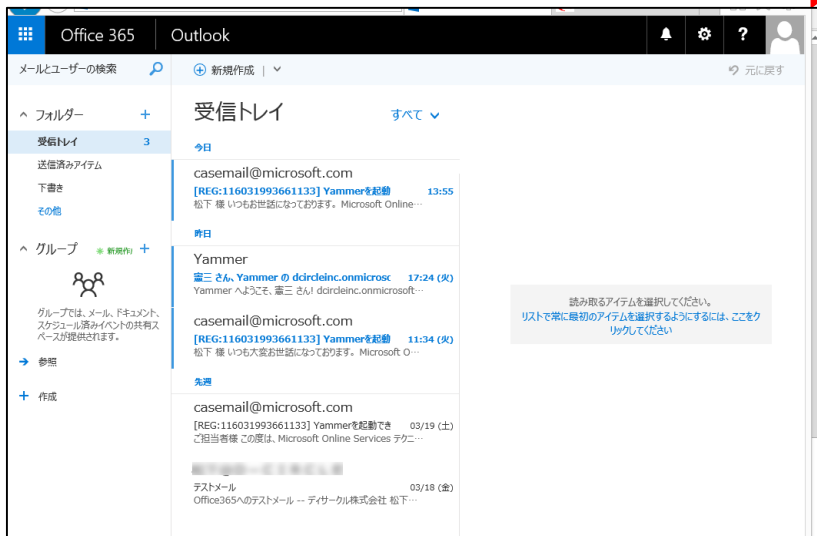 Office 365
Outlook
?
メールとユーザーの検索
新規作成 |
元に戻す
フォルダー
受信トレイ 3
送信済みアイテム
下書き
その他
グループ
新規作
グループでは、メール、ドキュメント、
スケジュール済みイベントの共有ス
ペースが提供されます。
参照
作成
受信トレイ
すべて
今日
casemail@microsoft.com
[REG:116031993661133] Yammerを起動 13:55
松下 様 いつもお世話になっております。 Microsoft Online…
昨日
Yammer
憲三 さん、Yammer の dcircleinc.onmicrosc 17:24 (火)
Yammer へようこそ、憲三 さん! dcircleinc.onmicrosoft…
casemail@microsoft.com
[REG:116031993661133] Yammerを起動 11:34 (火)
松下 様 いつも大変お世話になっております。 Microsoft O…
先週
casemail@microsoft.com
[REG:116031993661133] Yammerを起動でき 03/19 (土)
ご担当者様 この度は、Microsoft Online Services テクニ…
テストメール 03/18 (金)
Office365へのテストメール -- ディサークル株式会社 松下…
読み取るアイテムを選択してください。
リストで常に最初のアイテムを選択するようにするには、ここをク
リックしてください